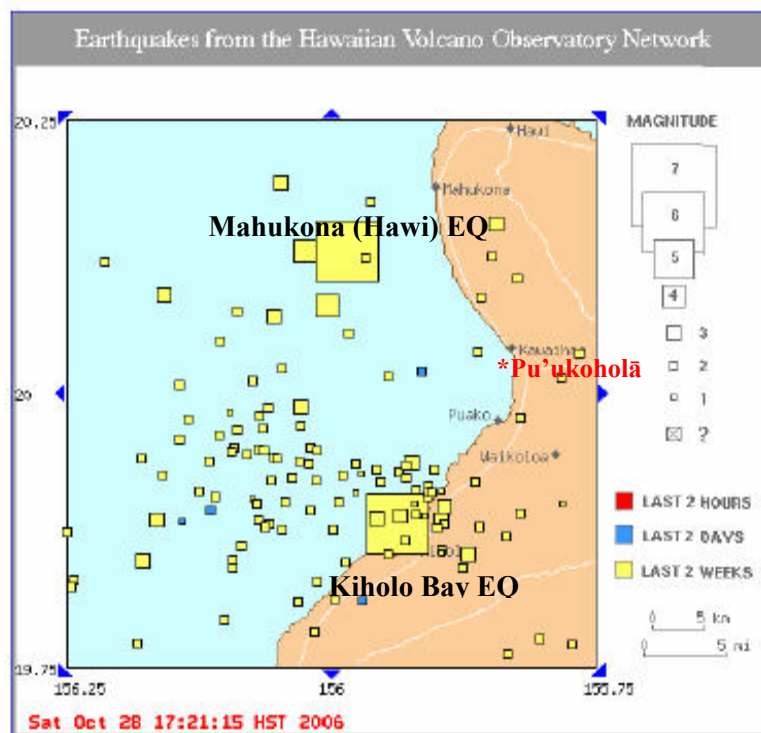 Earthquakes from the Hawaiian Volcano Observatory Network
20.25
Hawi
MAGNITUDE
Mahukona
7
Mahukona (Hawi) EQ
6
5
4
3
Kawaihae
*Pu’ukoholā
2
20
1
Puako
?
Waikoloa
LAST 2 HOURS
LAST 2 DAYS
LAST 2 WEEKS
Kiholo Bay EQ
0 5 km
0 5 mi
19.75
156.25
156
155.75
Sat Oct 28 17:21:15 HST 2006